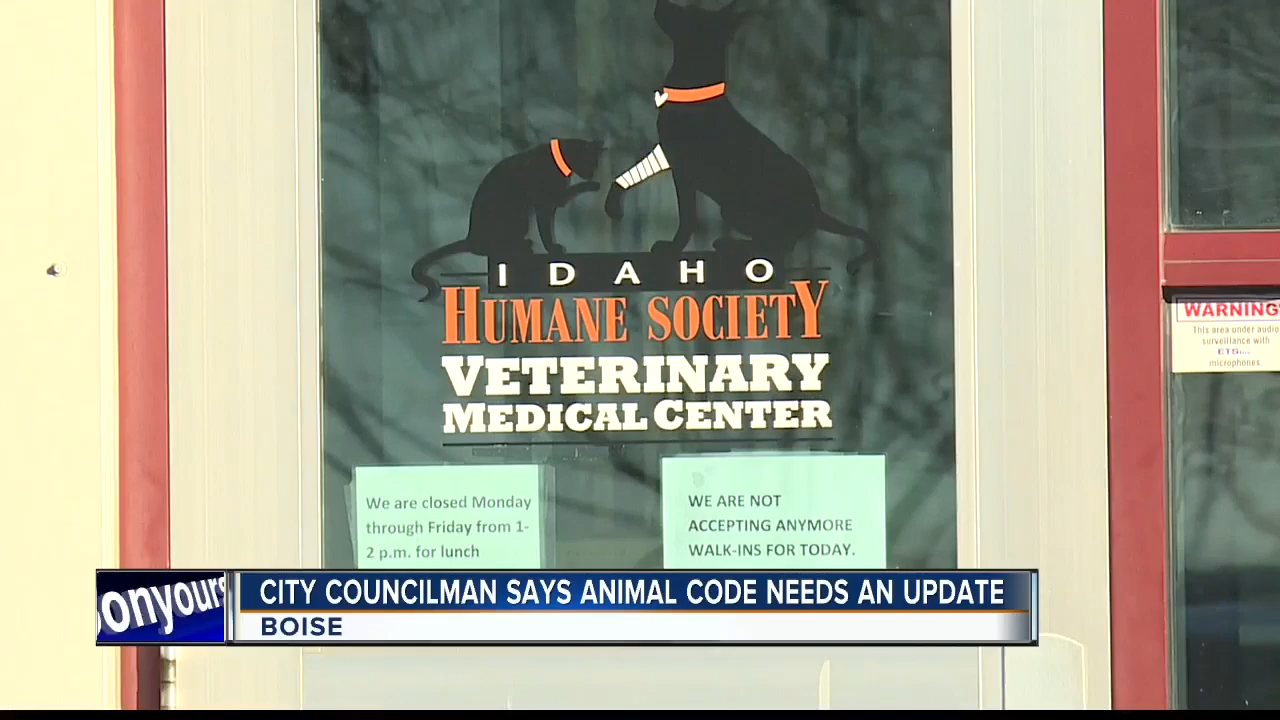 IDAHO
HUMANE SOCIETY
VETERINARY
MEDICAL CENTER
We are closed Monday
through Friday from 1-
2 p.m. for lunch
WE ARE NOT
ACCEPTING ANYMORE
WALK-INS FOR TODAY.
WARNING
This area under audio
surveillance with
ETS
microphones
onyours
CITY COUNCILMAN SAYS ANIMAL CODE NEEDS AN UPDATE
BOISE